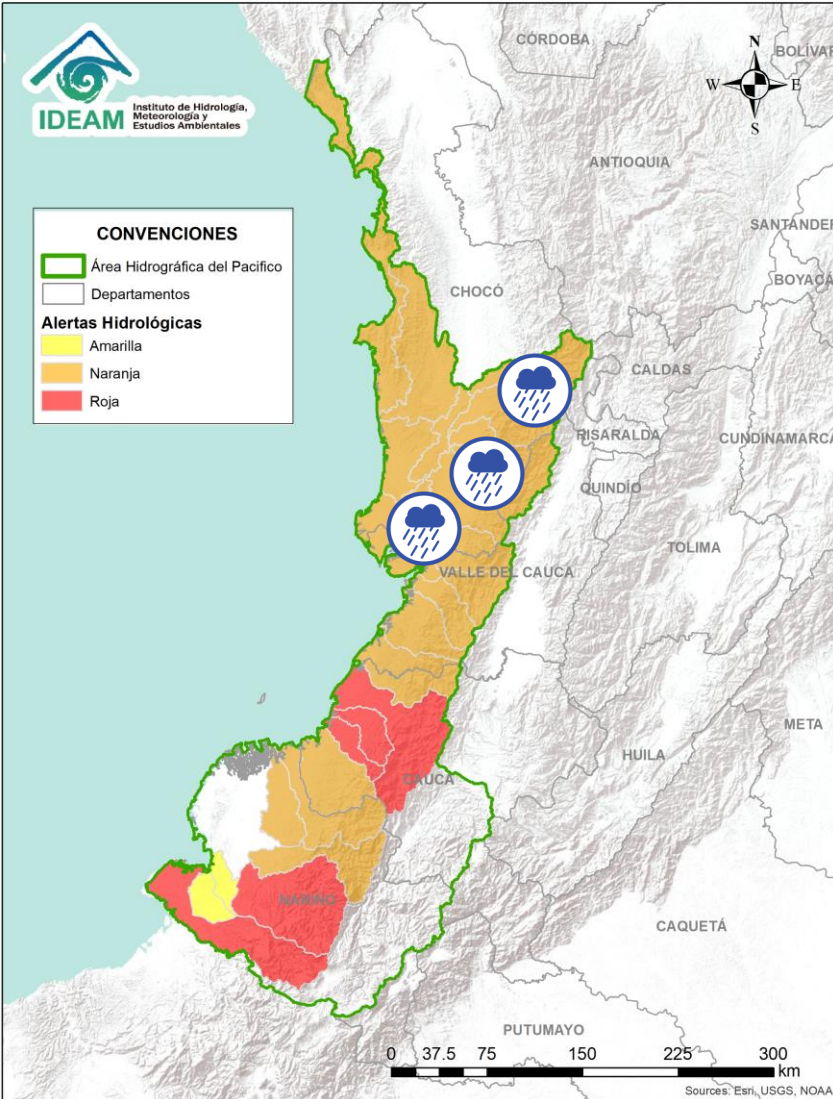 IDEAM
Instituto de Hidrología,
Meteorología y
Estudios Ambientales
N
W E
S
CÓRDOBA
BOLÍVAR
ANTIOQUIA
SANTANDER
BOYACÁ
CONVENCIONES
Área Hidrográfica del Pacifico
Departamentos
Alertas Hidrológicas
Amarilla
Naranja
Roja
CHOCÓ
CALDAS
RISARALDA
CUNDINAMARCA
QUINDÍO
TOLIMA
VALLE DEL CAUCA
META
HUILA
CAUCA
NARIÑO
CAQUETÁ
PUTUMAYO
0 37.5 75 150 225 300
km
Sources: Esri, USGS, NOAA